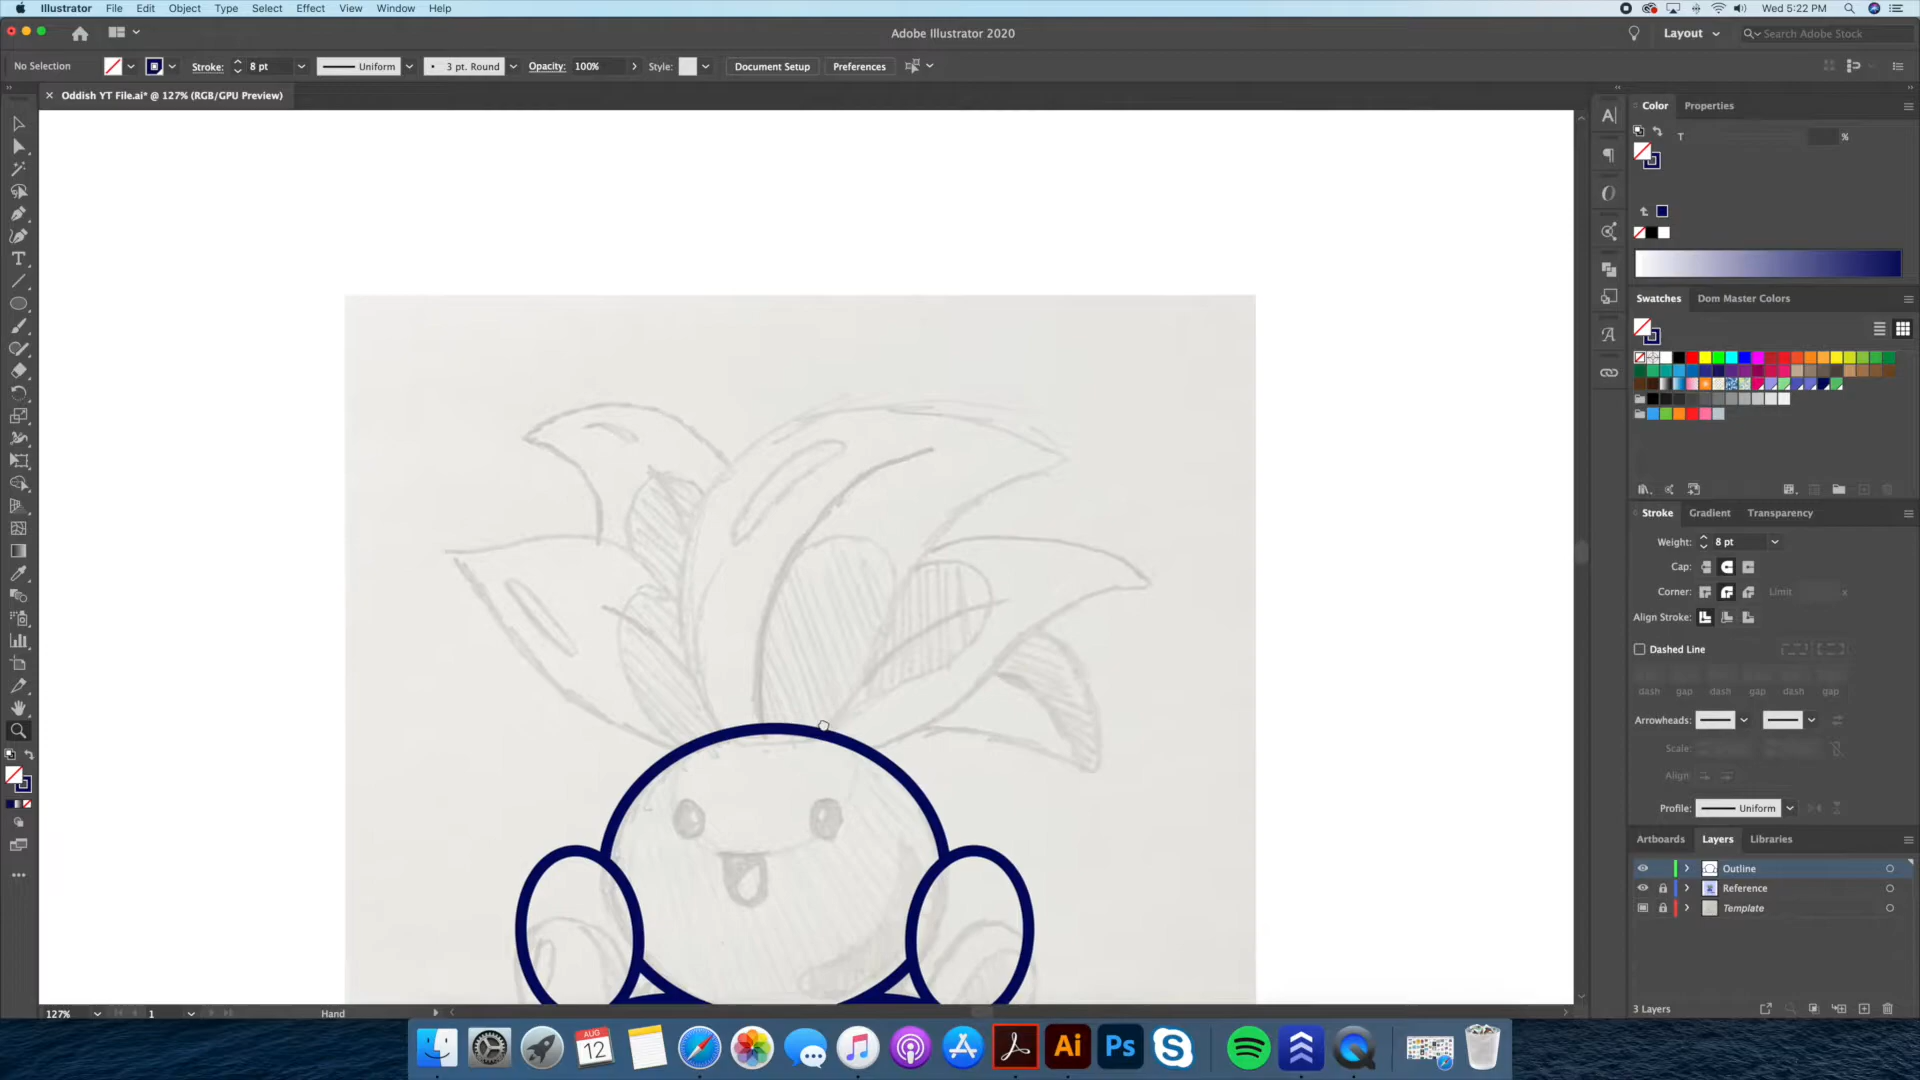 Illustrator File Edit Object Type Select Effect View Window Help
Wed 5:22 PM
Adobe Illustrator 2020
Layout
Search Adobe Stock
No Selection
Stroke: 8 pt
Uniform
3 pt. Round
Opacity: 100%
Style:
Document Setup
Preferences
Oddish YT File.ai* @ 127% (RGB/GPU Preview)
Color Properties
T %
Swatches Dom Master Colors
Stroke Gradient Transparency
Weight: 8 pt
Cap:
Corner: Limit x
Align Stroke:
Dashed Line
dash gap dash gap dash gap
Arrowheads:
Scale:
Align:
Profile: Uniform
Artboards Layers Libraries
Outline
Reference
Template
3 Layers
127% 1 Hand
AUG
12
Ai Ps